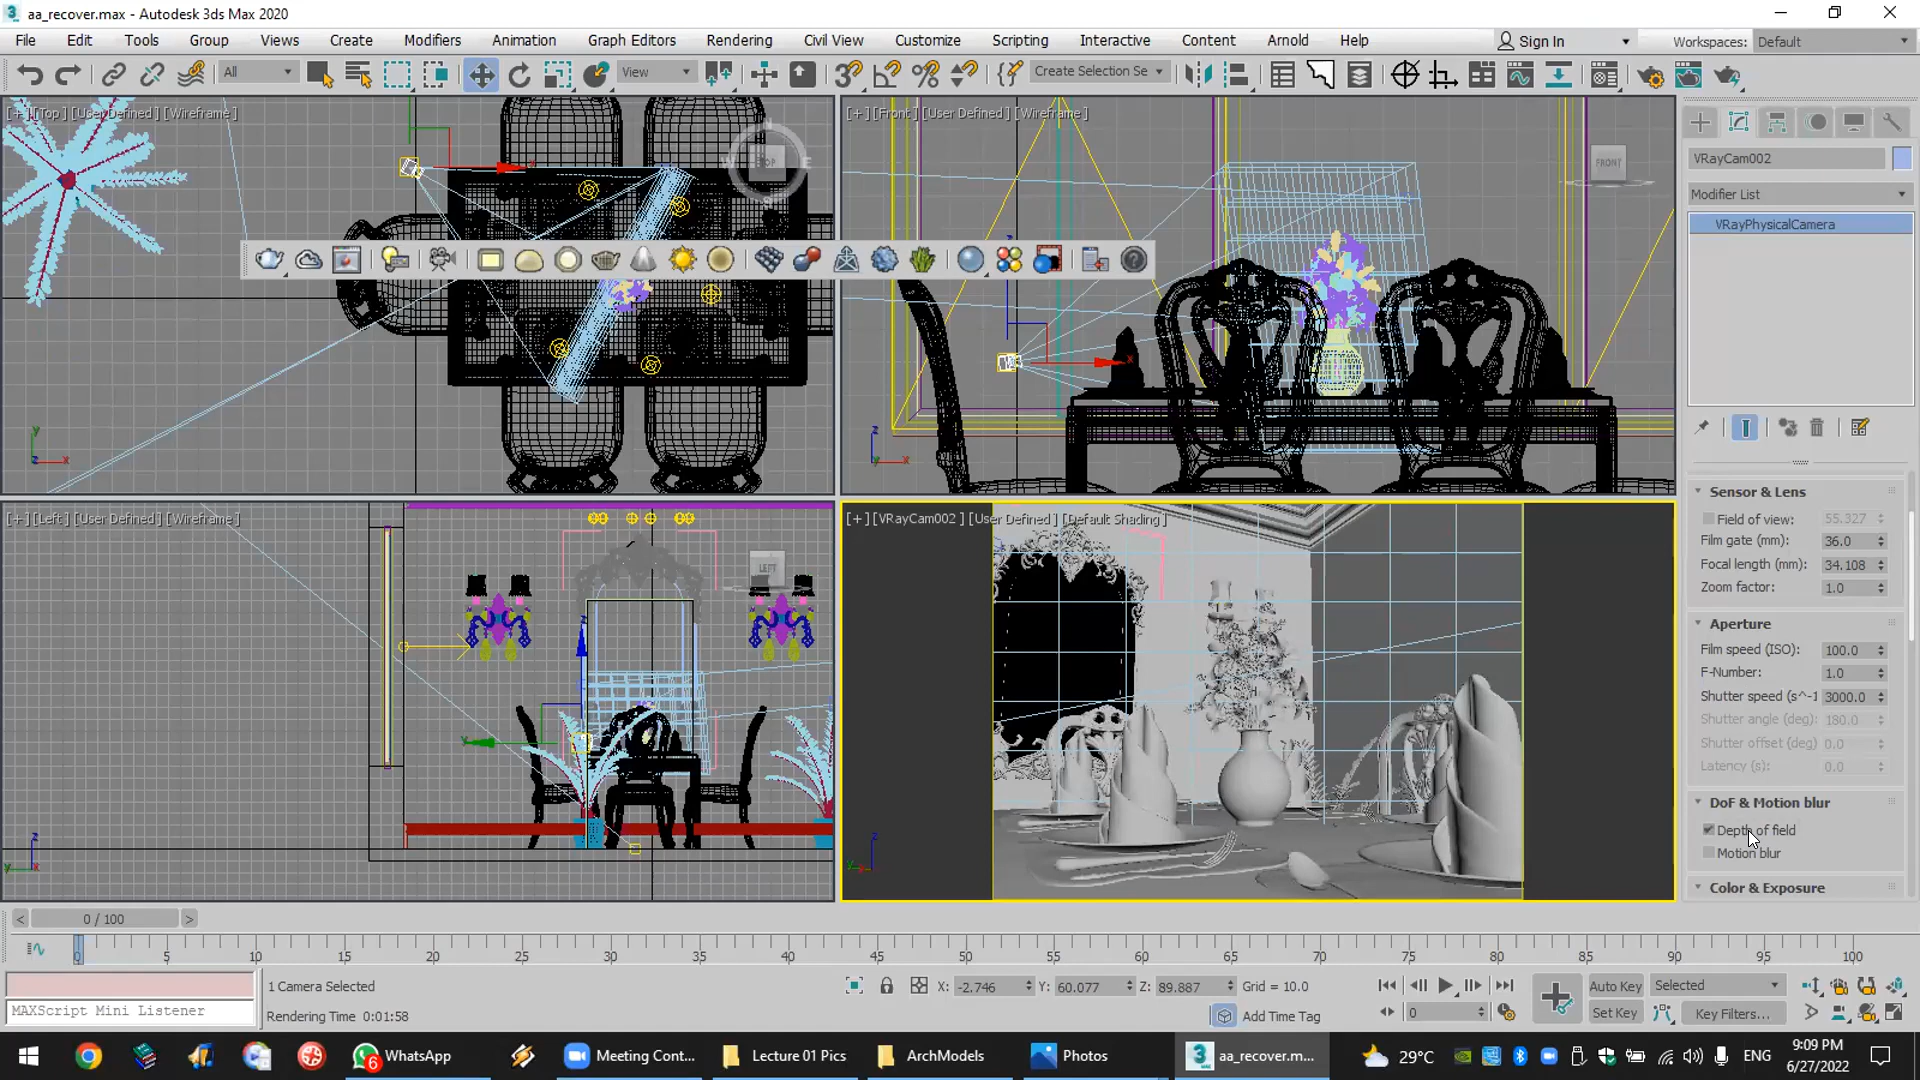 aa_recover.max - Autodesk 3ds Max 2020
File Edit Tools Group Views Create Modifiers Animation Graph Editors Rendering Civil View Customize Scripting Interactive Content Arnold Help
Sign In
Workspaces: Default
All
View
Create Selection Se
[+] [Top] [User Defined] [Wireframe]
TOP
E
[+] [Front] [User Defined] [Wireframe]
FRONT
VRayCam002
Modifier List
VRayPhysicalCamera
[+] [Left] [User Defined] [Wireframe]
LEFT
[+] [VRayCam002] [User Defined] [Default Shading]
Sensor & Lens
Field of view: 55.327
Film gate (mm): 36.0
Focal length (mm) 34.108
Zoom factor: 1.0
Aperture
Film speed (ISO): 100.0
F-Number: 1.0
Shutter speed (s^-1 3000.0
Shutter angle (deg): 180.0
Shutter offset (deg) 0.0
Latency (s): 0.0
DoF & Motion blur
Depth of field
Motion blur
Color & Exposure
< 0 / 100 >
0 5 10 15 20 25 30 35 40 45 50 55 60 65 70 75 80 85 90 95 100
1 Camera Selected
X: -2.746 Y: 60.077 Z: 89.887 Grid = 10.0
Auto Key Selected
MAXScript Mini Listener
Rendering Time 0:01:58
Add Time Tag
0
Set Key Key Filters...
6
WhatsApp
Meeting Cont...
Lecture 01 Pics
ArchModels
Photos
aa_recover.m...
29°C
ENG
9:09 PM
6/27/2022